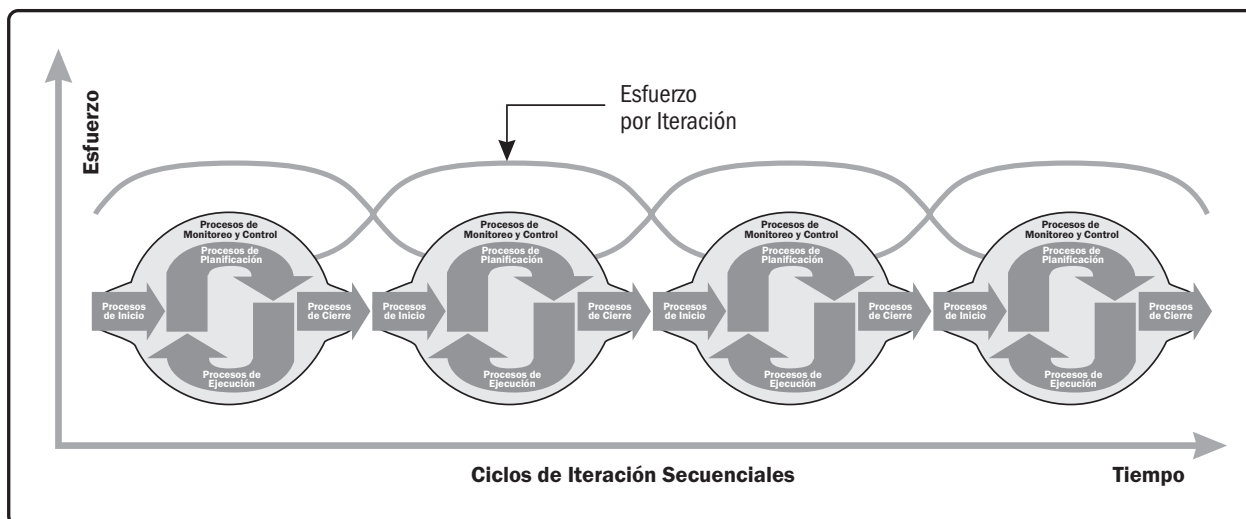 Esfuerzo
Esfuerzo
por Iteración
Procesos de
Monitoreo y Control
Procesos de
Planificación
Procesos
de Inicio
Procesos
de Cierre
Procesos de
Ejecución
Procesos de
Monitoreo y Control
Procesos de
Planificación
Procesos
de Inicio
Procesos
de Cierre
Procesos de
Ejecución
Procesos de
Monitoreo y Control
Procesos de
Planificación
Procesos
de Inicio
Procesos
de Cierre
Procesos de
Ejecución
Procesos de
Monitoreo y Control
Procesos de
Planificación
Procesos
de Inicio
Procesos
de Cierre
Procesos de
Ejecución
Ciclos de Iteración Secuenciales
Tiempo